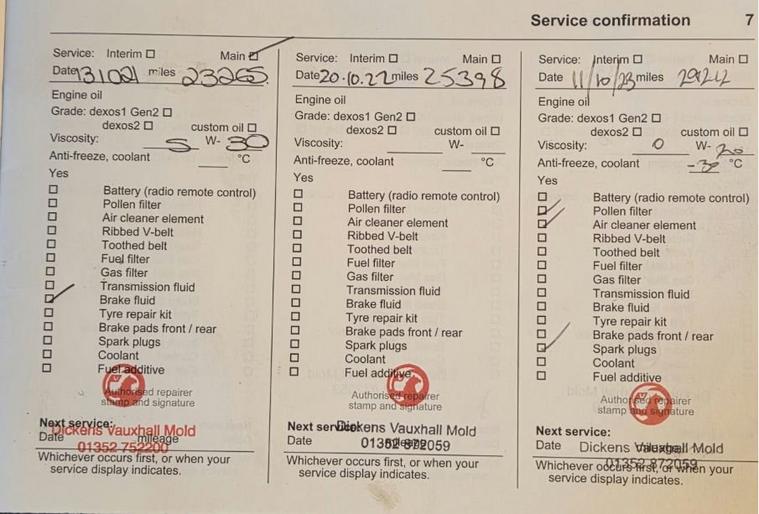 Service confirmation 7
Service: Interim Main
Date 131021 miles 23265
Engine oil
Grade: dexos1 Gen2
dexos2 custom oil
Viscosity: 5 W- 30
Anti-freeze, coolant °C
Yes
Battery (radio remote control)
Pollen filter
Air cleaner element
Ribbed V-belt
Toothed belt
Fuel filter
Gas filter
Transmission fluid
Brake fluid
Tyre repair kit
Brake pads front / rear
Spark plugs
Coolant
Fuel additive
Authorised repairer
stamp and signature
Next service:
Dickens Vauxhall Mold
Date mileage
01352 752200
Whichever occurs first, or when your
service display indicates.
Service: Interim Main
Date 20.10.22 miles 25398
Engine oil
Grade: dexos1 Gen2
dexos2 custom oil
Viscosity: W-
Anti-freeze, coolant °C
Yes
Battery (radio remote control)
Pollen filter
Air cleaner element
Ribbed V-belt
Toothed belt
Fuel filter
Gas filter
Transmission fluid
Brake fluid
Tyre repair kit
Brake pads front / rear
Spark plugs
Coolant
Fuel additive
Authorised repairer
stamp and signature
Next service:
Dickens Vauxhall Mold
Date mileage
01352 872059
Whichever occurs first, or when your
service display indicates.
Service: Interim Main
Date 11/10/23 miles
Engine oil
Grade: dexos1 Gen2
dexos2 custom oil
Viscosity: 0 W- 20
Anti-freeze, coolant °C
Yes
Battery (radio remote control)
Pollen filter
Air cleaner element
Ribbed V-belt
Toothed belt
Fuel filter
Gas filter
Transmission fluid
Brake fluid
Tyre repair kit
Brake pads front / rear
Spark plugs
Coolant
Fuel additive
Authorised repairer
stamp and signature
Next service:
Date mileage
Dickens Vauxhall Mold
01352 872059
Whichever occurs first, or when your
service display indicates.